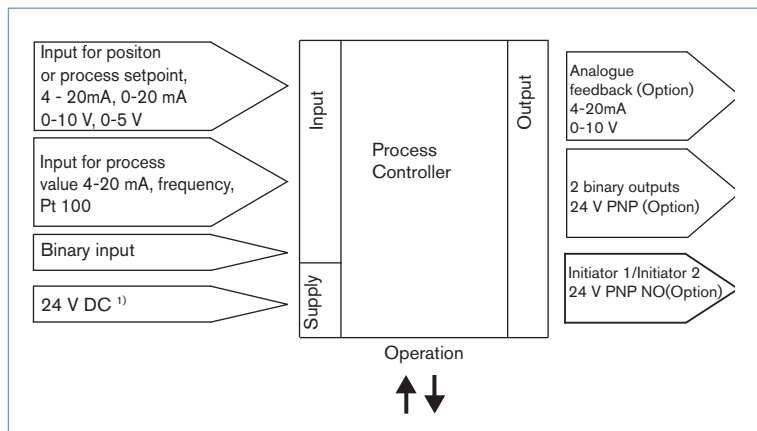 Input for positon
or process setpoint,
4 - 20mA, 0-20 mA
0-10 V, 0-5 V
Input for process
value 4-20 mA, frequency,
Pt 100
Binary input
24 V DC 1)
Input
Supply
Process
Controller
Output
Analogue
feedback (Option)
4-20mA
0-10 V
2 binary outputs
24 V PNP (Option)
Initiator 1/Initiator 2
24 V PNP NO(Option)
Operation